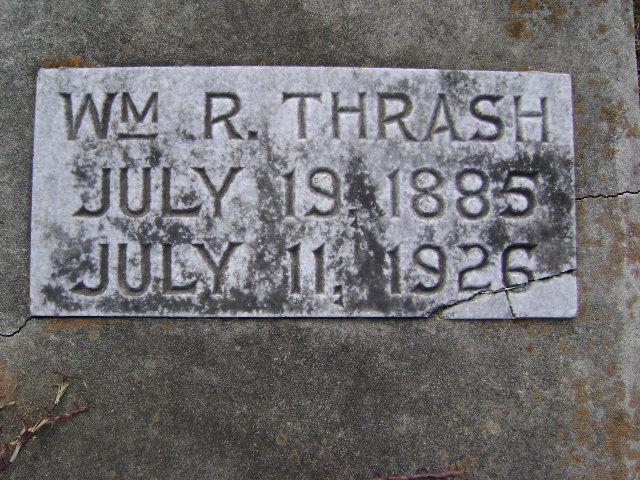 WM R. THRASH
JULY 19, 1885
JULY 11, 1926